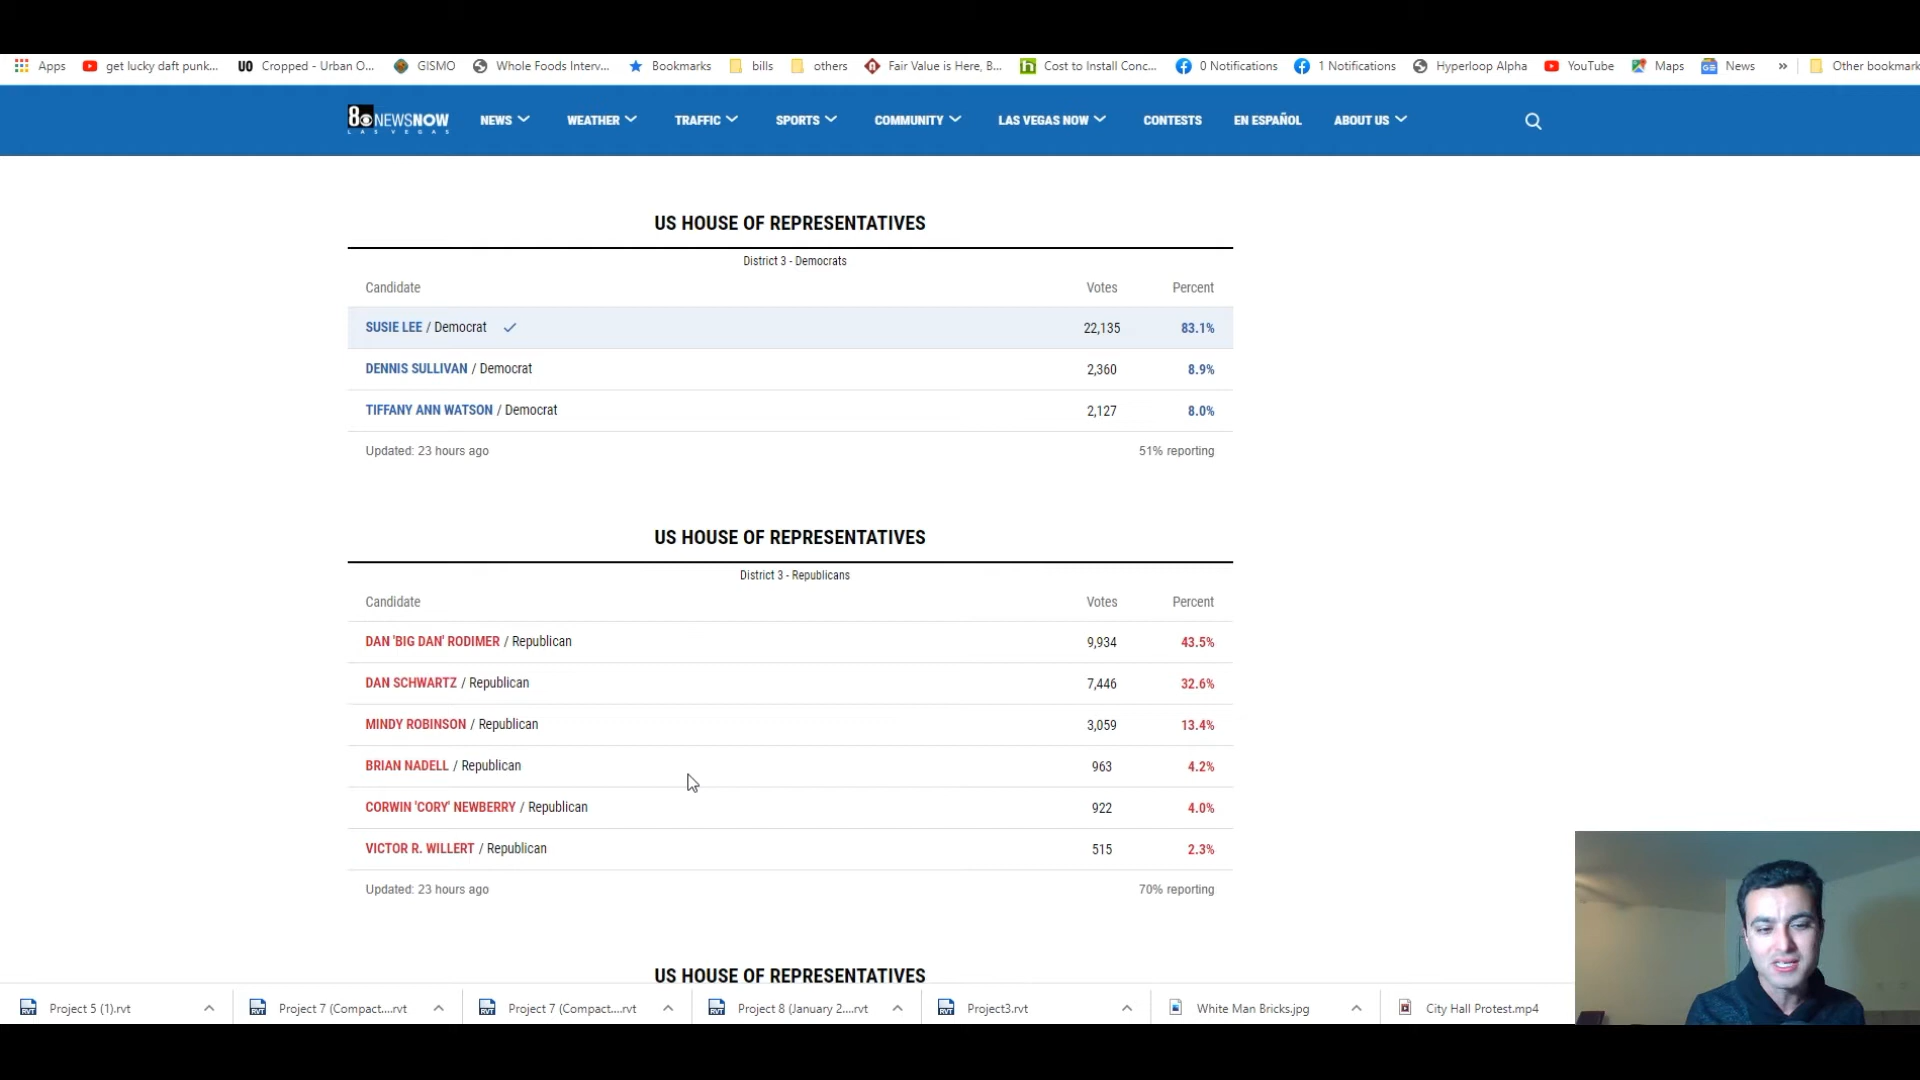 Apps get lucky daft punk... UO Cropped - Urban O... GISMO Whole Foods Interv... Bookmarks bills others Fair Value is Here, B... h Cost to Install Conc... 0 Notifications 1 Notifications Hyperloop Alpha YouTube Maps News » Other bookmark
8 NEWSNOW NEWS WEATHER TRAFFIC SPORTS COMMUNITY LAS VEGAS NOW CONTESTS EN ESPAÑOL ABOUT US
LAS VEGAS
US HOUSE OF REPRESENTATIVES
District 3 - Democrats
Candidate Votes Percent
SUSIE LEE / Democrat 22,135 83.1%
DENNIS SULLIVAN / Democrat 2,360 8.9%
TIFFANY ANN WATSON / Democrat 2,127 8.0%
Updated: 23 hours ago 51% reporting
US HOUSE OF REPRESENTATIVES
District 3 - Republicans
Candidate Votes Percent
DAN 'BIG DAN' RODIMER / Republican 9,934 43.5%
DAN SCHWARTZ / Republican 7,446 32.6%
MINDY ROBINSON / Republican 3,059 13.4%
BRIAN NADELL / Republican 963 4.2%
CORWIN 'CORY' NEWBERRY / Republican 922 4.0%
VICTOR R. WILLERT / Republican 515 2.3%
Updated: 23 hours ago 70% reporting
US HOUSE OF REPRESENTATIVES
Project 5 (1).rvt Project 7 (Compact....rvt Project 7 (Compact....rvt Project 8 (January 2....rvt Project3.rvt White Man Bricks.jpg City Hall Protest.mp4